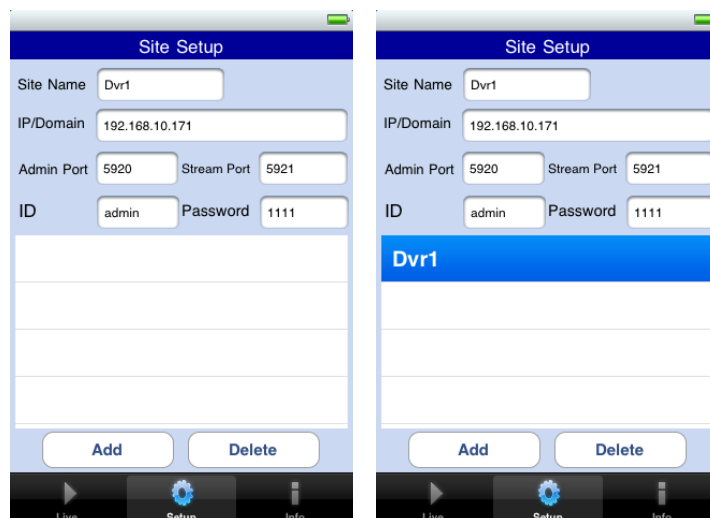 Site Setup
Site Name Dvr1
IP/Domain 192.168.10.171
Admin Port 5920 Stream Port 5921
ID admin Password 1111
Add Delete
Live Setup Info
Site Setup
Site Name Dvr1
IP/Domain 192.168.10.171
Admin Port 5920 Stream Port 5921
ID admin Password 1111
Dvr1
Add Delete
Live Setup Info